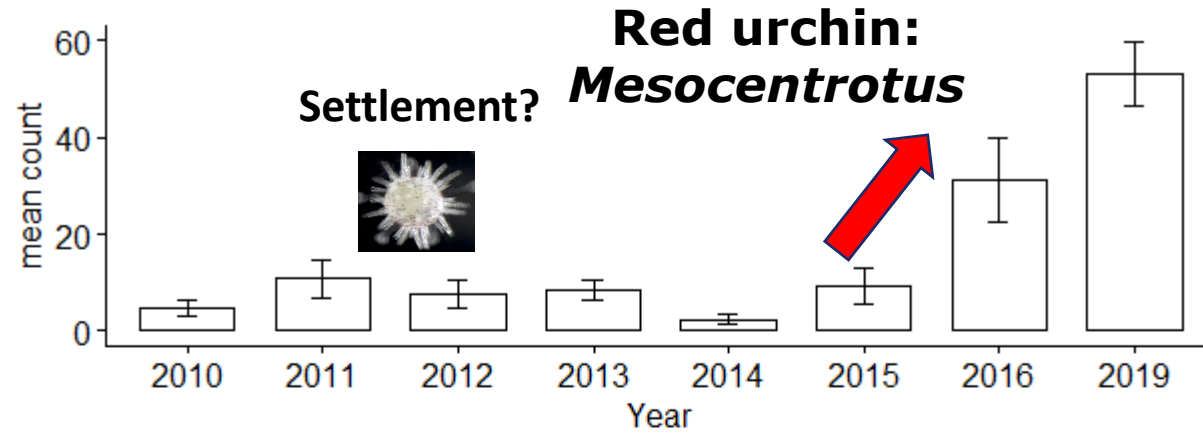 Red urchin:
Mesocentrotus
Settlement?
mean count
60
40
20
0
2010 2011 2012 2013 2014 2015 2016 2019
Year